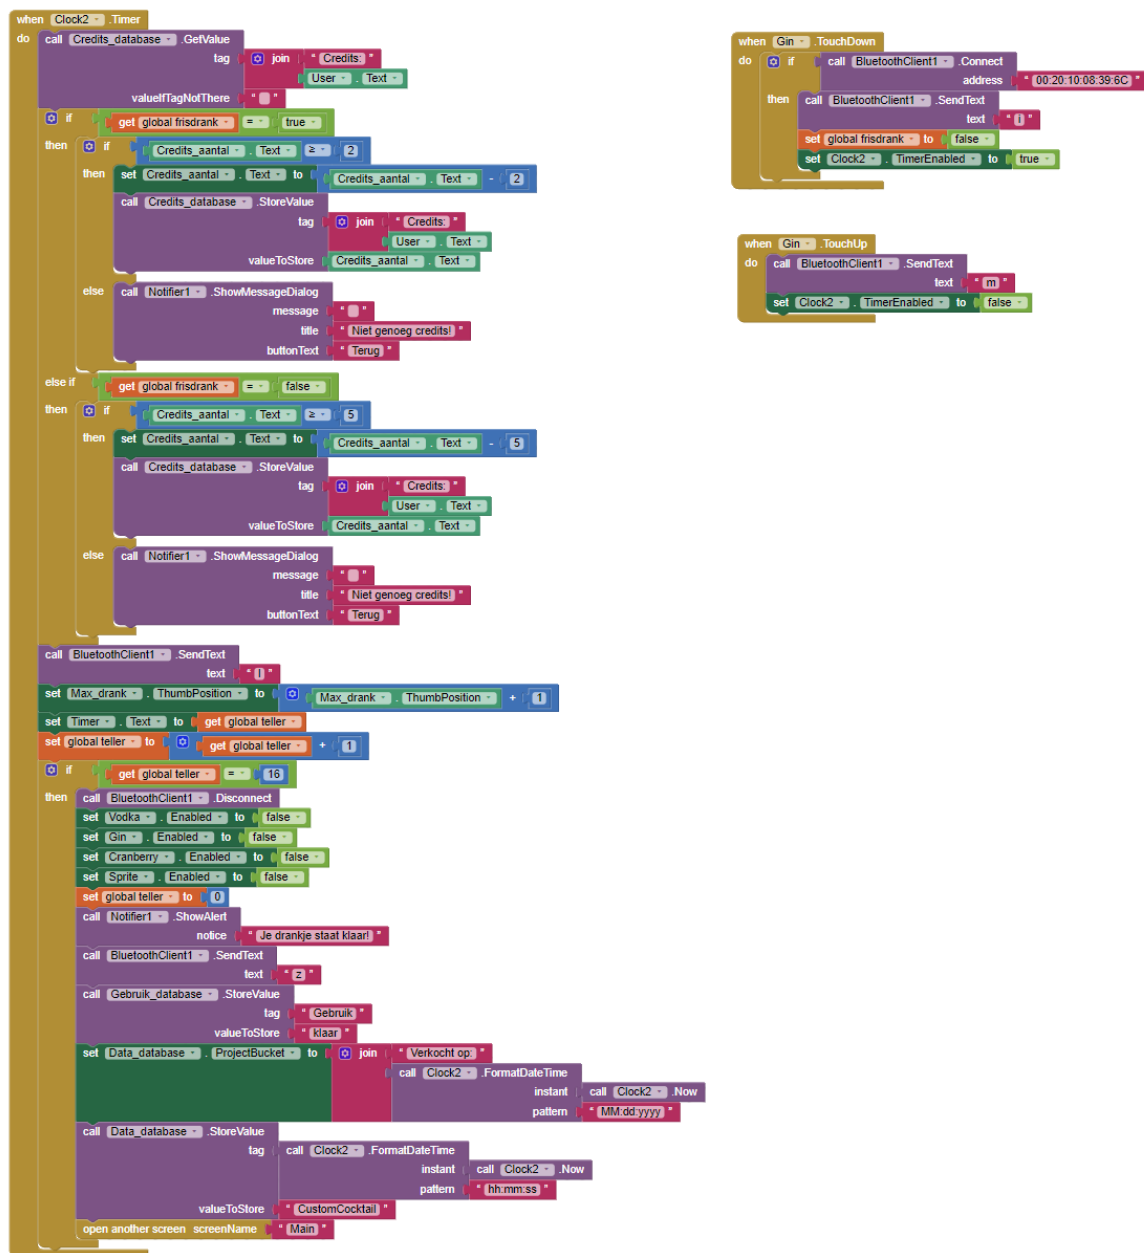 when Clock2 .Timer
do call Credits_database .GetValue
tag join " Credits: "
User . Text
valueIfTagNotThere " "
if get global frisdrank = true
then if Credits_aantal . Text ≥ 2
then set Credits_aantal . Text to Credits_aantal . Text - 2
call Credits_database .StoreValue
tag join " Credits: "
User . Text
valueToStore Credits_aantal . Text
else call Notifier1 .ShowMessageDialog
message " "
title " Niet genoeg credits! "
buttonText " Terug "
else if get global frisdrank = false
then if Credits_aantal . Text ≥ 5
then set Credits_aantal . Text to Credits_aantal . Text - 5
call Credits_database .StoreValue
tag join " Credits: "
User . Text
valueToStore Credits_aantal . Text
else call Notifier1 .ShowMessageDialog
message " "
title " Niet genoeg credits! "
buttonText " Terug "
call BluetoothClient1 .SendText
text " "
set Max_drank . ThumbPosition to Max_drank . ThumbPosition + 1
set Timer . Text to get global teller
set global teller to get global teller + 1
if get global teller = 16
then call BluetoothClient1 .Disconnect
set Vodka . Enabled to false
set Gin . Enabled to false
set Cranberry . Enabled to false
set Sprite . Enabled to false
set global teller to 0
call Notifier1 .ShowAlert
notice " Je drankje staat klaar! "
call BluetoothClient1 .SendText
text " z "
call Gebruik_database .StoreValue
tag " Gebruik "
valueToStore " klaar "
set Data_database . ProjectBucket to join " Verkocht op: "
call Clock2 .FormatDateTime
instant call Clock2 .Now
pattern " MM:dd:yyyy "
call Data_database .StoreValue
tag call Clock2 .FormatDateTime
instant call Clock2 .Now
pattern " hh:mm:ss "
valueToStore " CustomCocktail "
open another screen screenName " Main "
when Gin .TouchDown
do if call BluetoothClient1 .Connect
address " 00:20:10:08:39:6C "
then call BluetoothClient1 .SendText
text " "
set global frisdrank to false
set Clock2 . TimerEnabled to true
when Gin .TouchUp
do call BluetoothClient1 .SendText
text " m "
set Clock2 . TimerEnabled to false